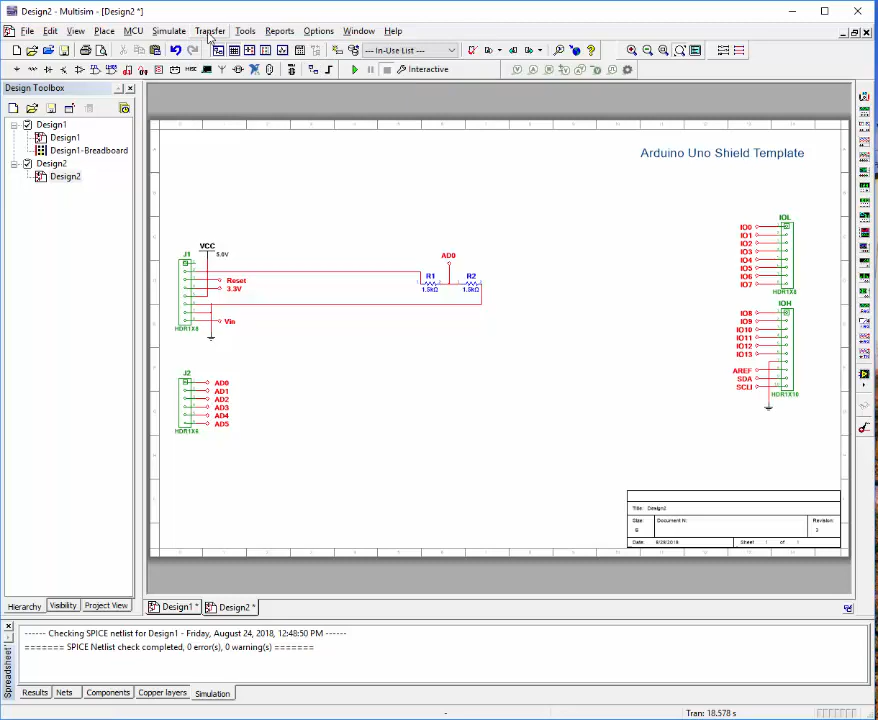 Design2 - Multisim - [Design2 *]
File Edit View Place MCU Simulate Transfer Tools Reports Options Window Help
--- In-Use List ---
MISC
Interactive
Design Toolbox
Design1
Design1
Design1-Breadboard
Design2
Design2
Hierarchy Visibility Project View
Arduino Uno Shield Template
VCC
5.0V
J1
Reset
3.3V
Vin
HDR1X8
AD0
R1
R2
1.5kΩ
1.5kΩ
J2
AD0
AD1
AD2
AD3
AD4
AD5
HDR1X6
IOL
IO0
IO1
IO2
IO3
IO4
IO5
IO6
IO7
HDR1X8
IOH
IO8
IO9
IO10
IO11
IO12
IO13
AREF
SDA
HDR1X10
Title: Design2
Size:
Document N:
Revision:
Date:
Sheet 1 of 1
Design1 * Design2 *
Spreadsheet
------ Checking SPICE netlist for Design1 - Friday, August 24, 2018, 12:48:50 PM ------
======= SPICE Netlist check completed, 0 error(s), 0 warning(s) =======
Results Nets Components Copper layers Simulation
-
Tran: 18.578 s